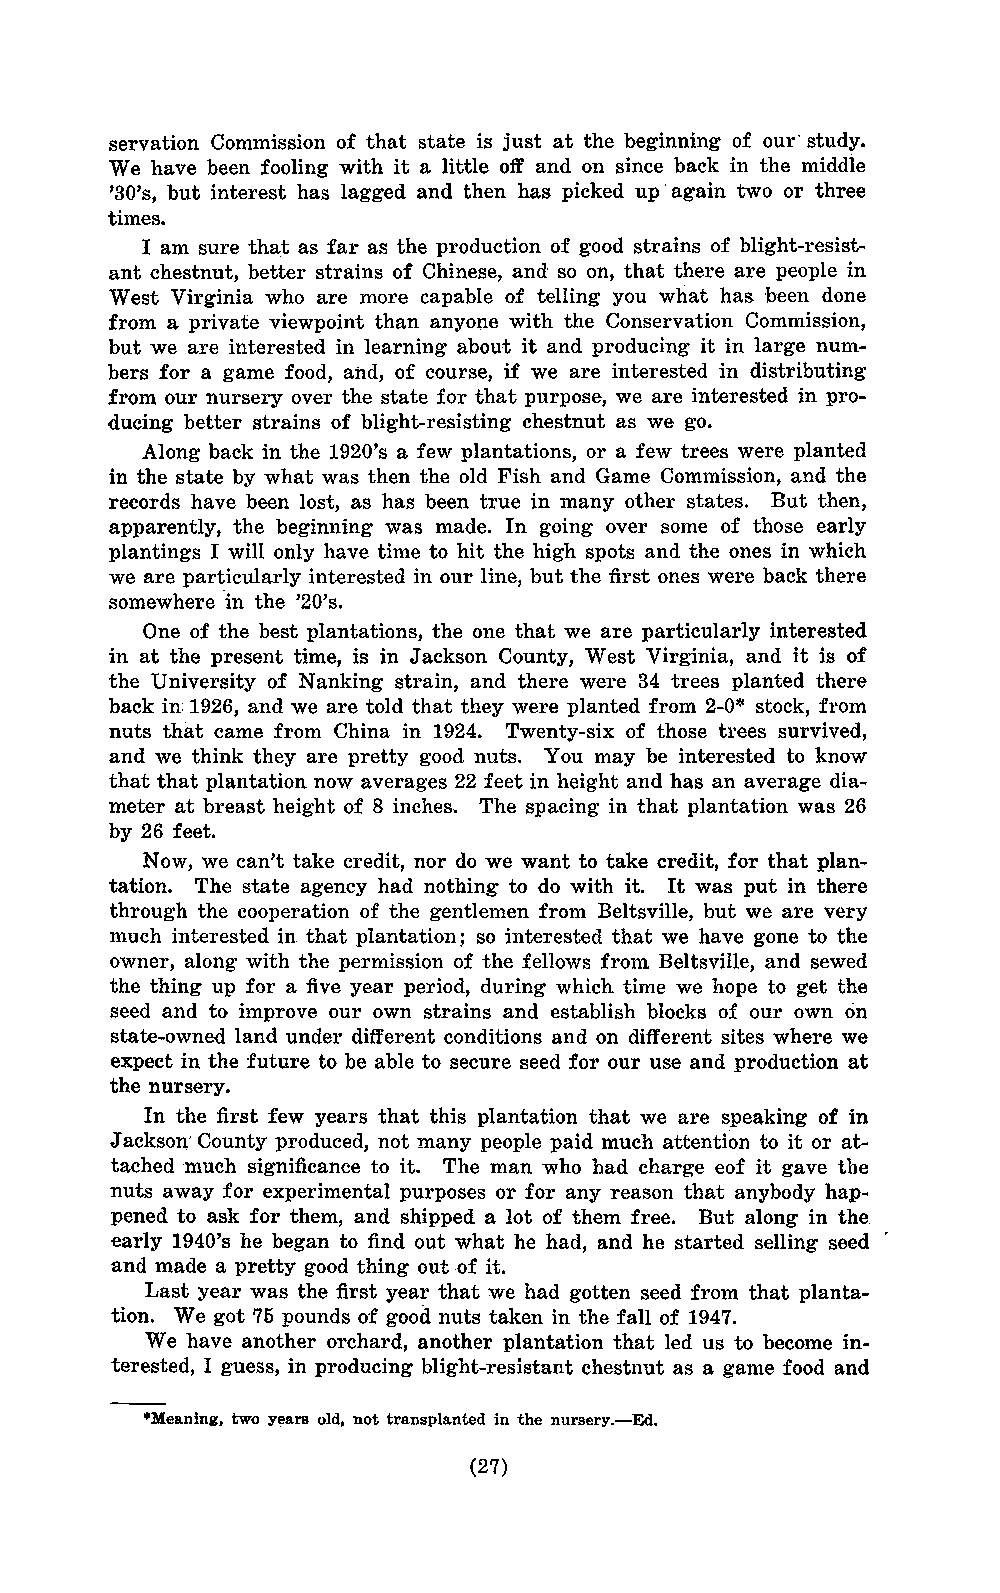 servation Commission of that state is just at the beginning of our study.
We have been fooling with it a little off and on since back in the middle
'30's, but interest has lagged and then has picked up again two or three
times.
I am sure that as far as the production of good strains of blight-resist-
ant chestnut, better strains of Chinese, and so on, that there are people in
West Virginia who are more capable of telling you what has been done
from a private viewpoint than anyone with the Conservation Commission,
but we are interested in learning about it and producing it in large num-
bers for a game food, and, of course, if we are interested in distributing
from our nursery over the state for that purpose, we are interested in pro-
ducing better strains of blight-resisting chestnut as we go.
Along back in the 1920's a few plantations, or a few trees were planted
in the state by what was then the old Fish and Game Commission, and the
records have been lost, as has been true in many other states. But then,
apparently, the beginning was made. In going over some of those early
plantings I will only have time to hit the high spots and the ones in which
we are particularly interested in our line, but the first ones were back there
somewhere in the '20's.
One of the best plantations, the one that we are particularly interested
in at the present time, is in Jackson County, West Virginia, and it is of
the University of Nanking strain, and there were 34 trees planted there
back in 1926, and we are told that they were planted from 2-0* stock, from
nuts that came from China in 1924. Twenty-six of those trees survived,
and we think they are pretty good nuts. You may be interested to know
that that plantation now averages 22 feet in height and has an average dia-
meter at breast height of 8 inches. The spacing in that plantation was 26
by 26 feet.
Now, we can't take credit, nor do we want to take credit, for that plan-
tation. The state agency had nothing to do with it. It was put in there
through the cooperation of the gentlemen from Beltsville, but we are very
much interested in that plantation; so interested that we have gone to the
owner, along with the permission of the fellows from Beltsville, and sewed
the thing up for a five year period, during which time we hope to get the
seed and to improve our own strains and establish blocks of our own on
state-owned land under different conditions and on different sites where we
expect in the future to be able to secure seed for our use and production at
the nursery.
In the first few years that this plantation that we are speaking of in
Jackson County produced, not many people paid much attention to it or at-
tached much significance to it. The man who had charge eof it gave the
nuts away for experimental purposes or for any reason that anybody hap-
pened to ask for them, and shipped a lot of them free. But along in the
early 1940's he began to find out what he had, and he started selling seed
and made a pretty good thing out of it.
Last year was the first year that we had gotten seed from that planta-
tion. We got 75 pounds of good nuts taken in the fall of 1947.
We have another orchard, another plantation that led us to become in-
terested, I guess, in producing blight-resistant chestnut as a game food and
*Meaning, two years old, not transplanted in the nursery.—Ed.
(27)